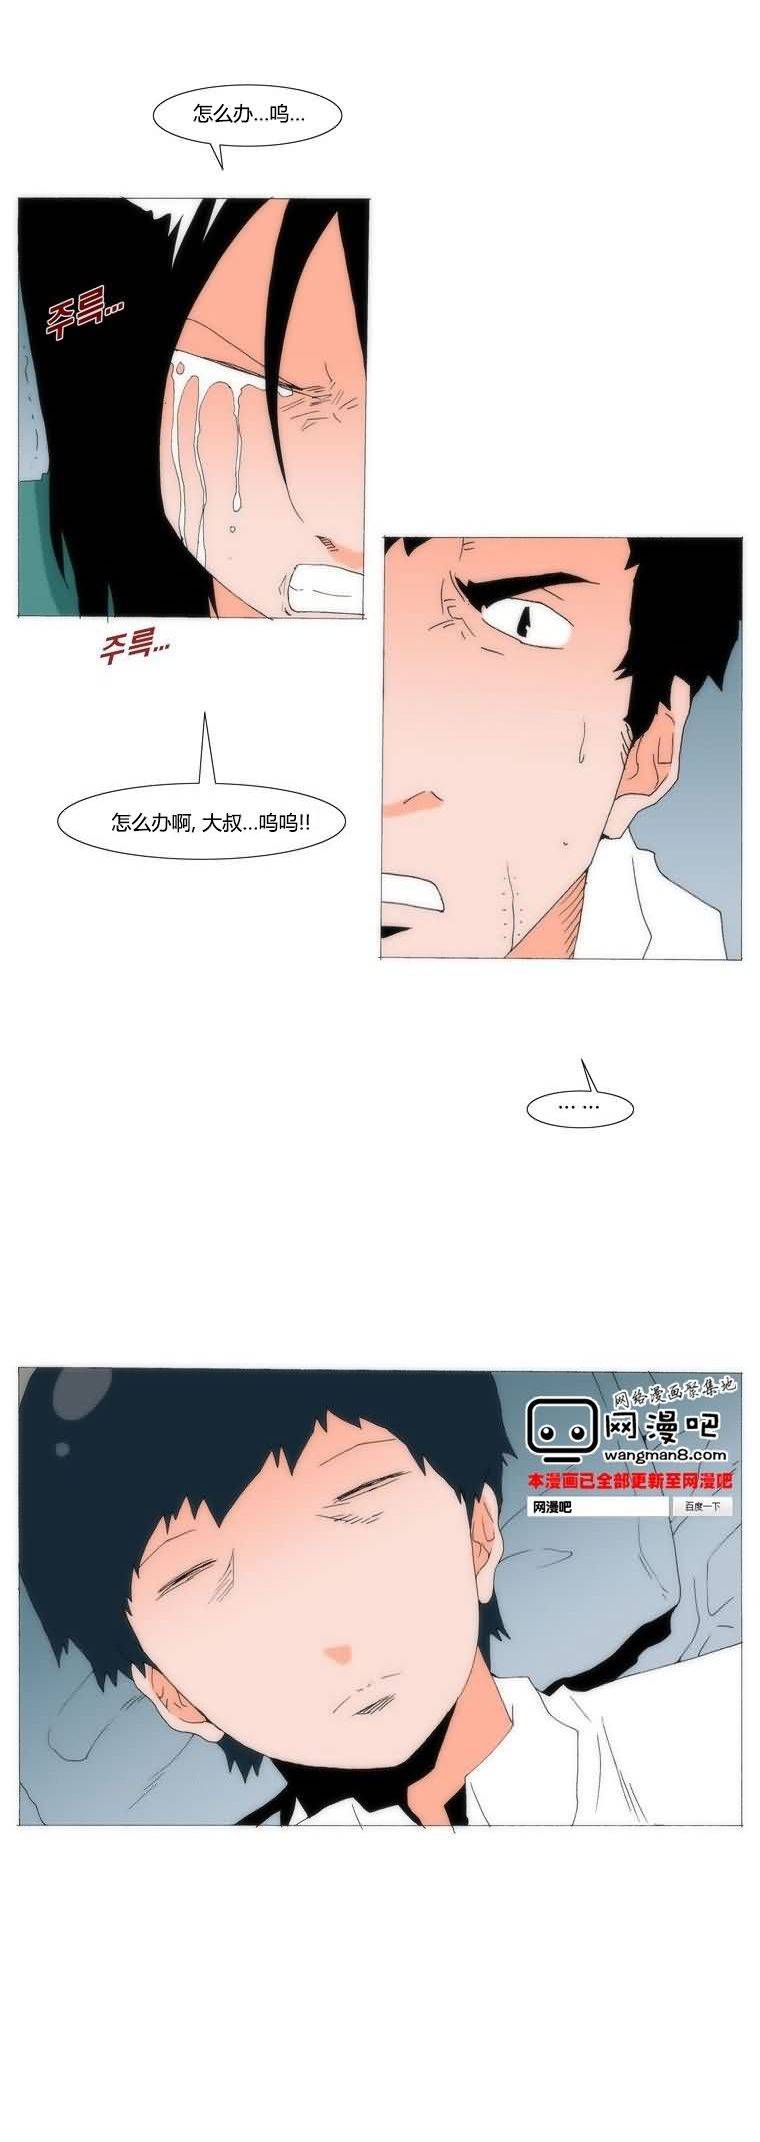 怎么办...呜...
주륵...
주륵...
怎么办啊, 大叔...呜呜!!
... ...
网络漫画聚集地
网漫吧
wangman8.com
本漫画已全部更新至网漫吧
网漫吧 百度一下